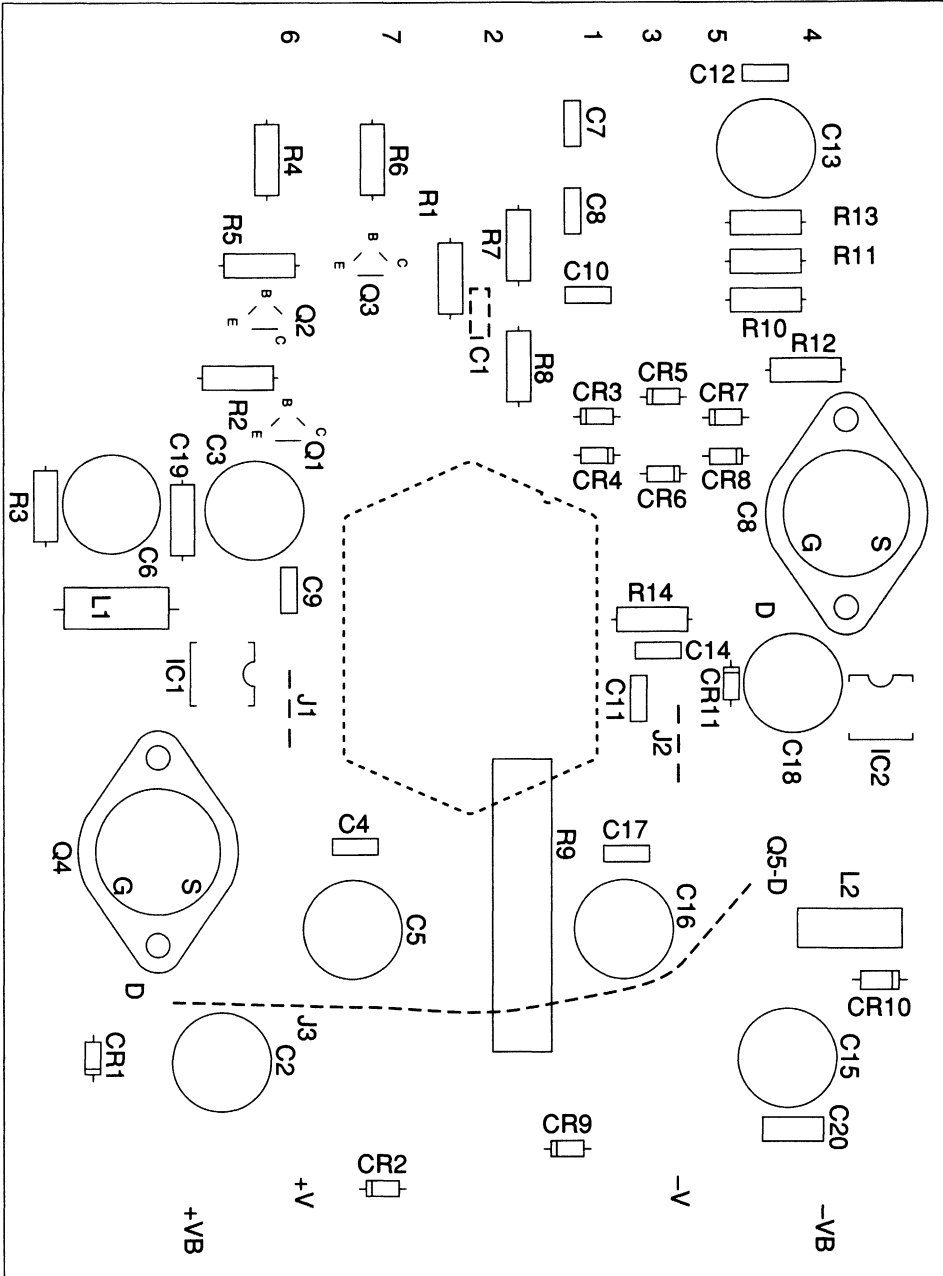 6 7 2 1 3 5 4
C12
C7
C13
R4
R6
R1
C8
R13
R5
R7
R11
B
C
E
Q3
C10
B
E
C
Q2
C1
R10
R12
R8
CR3
CR5
CR7
R2
B
C
E
Q1
C3
C19
R3
CR4
CR6
CR8
C8
G
S
C6
C9
L1
R14
D
IC1
J1
C14
C11
CR11
J2
C18
IC2
Q4
G
S
C4
R9
C17
Q5-D
L2
C5
C16
D
J3
CR10
CR1
C2
C15
C20
CR9
CR2
+V
–V
+VB
–VB